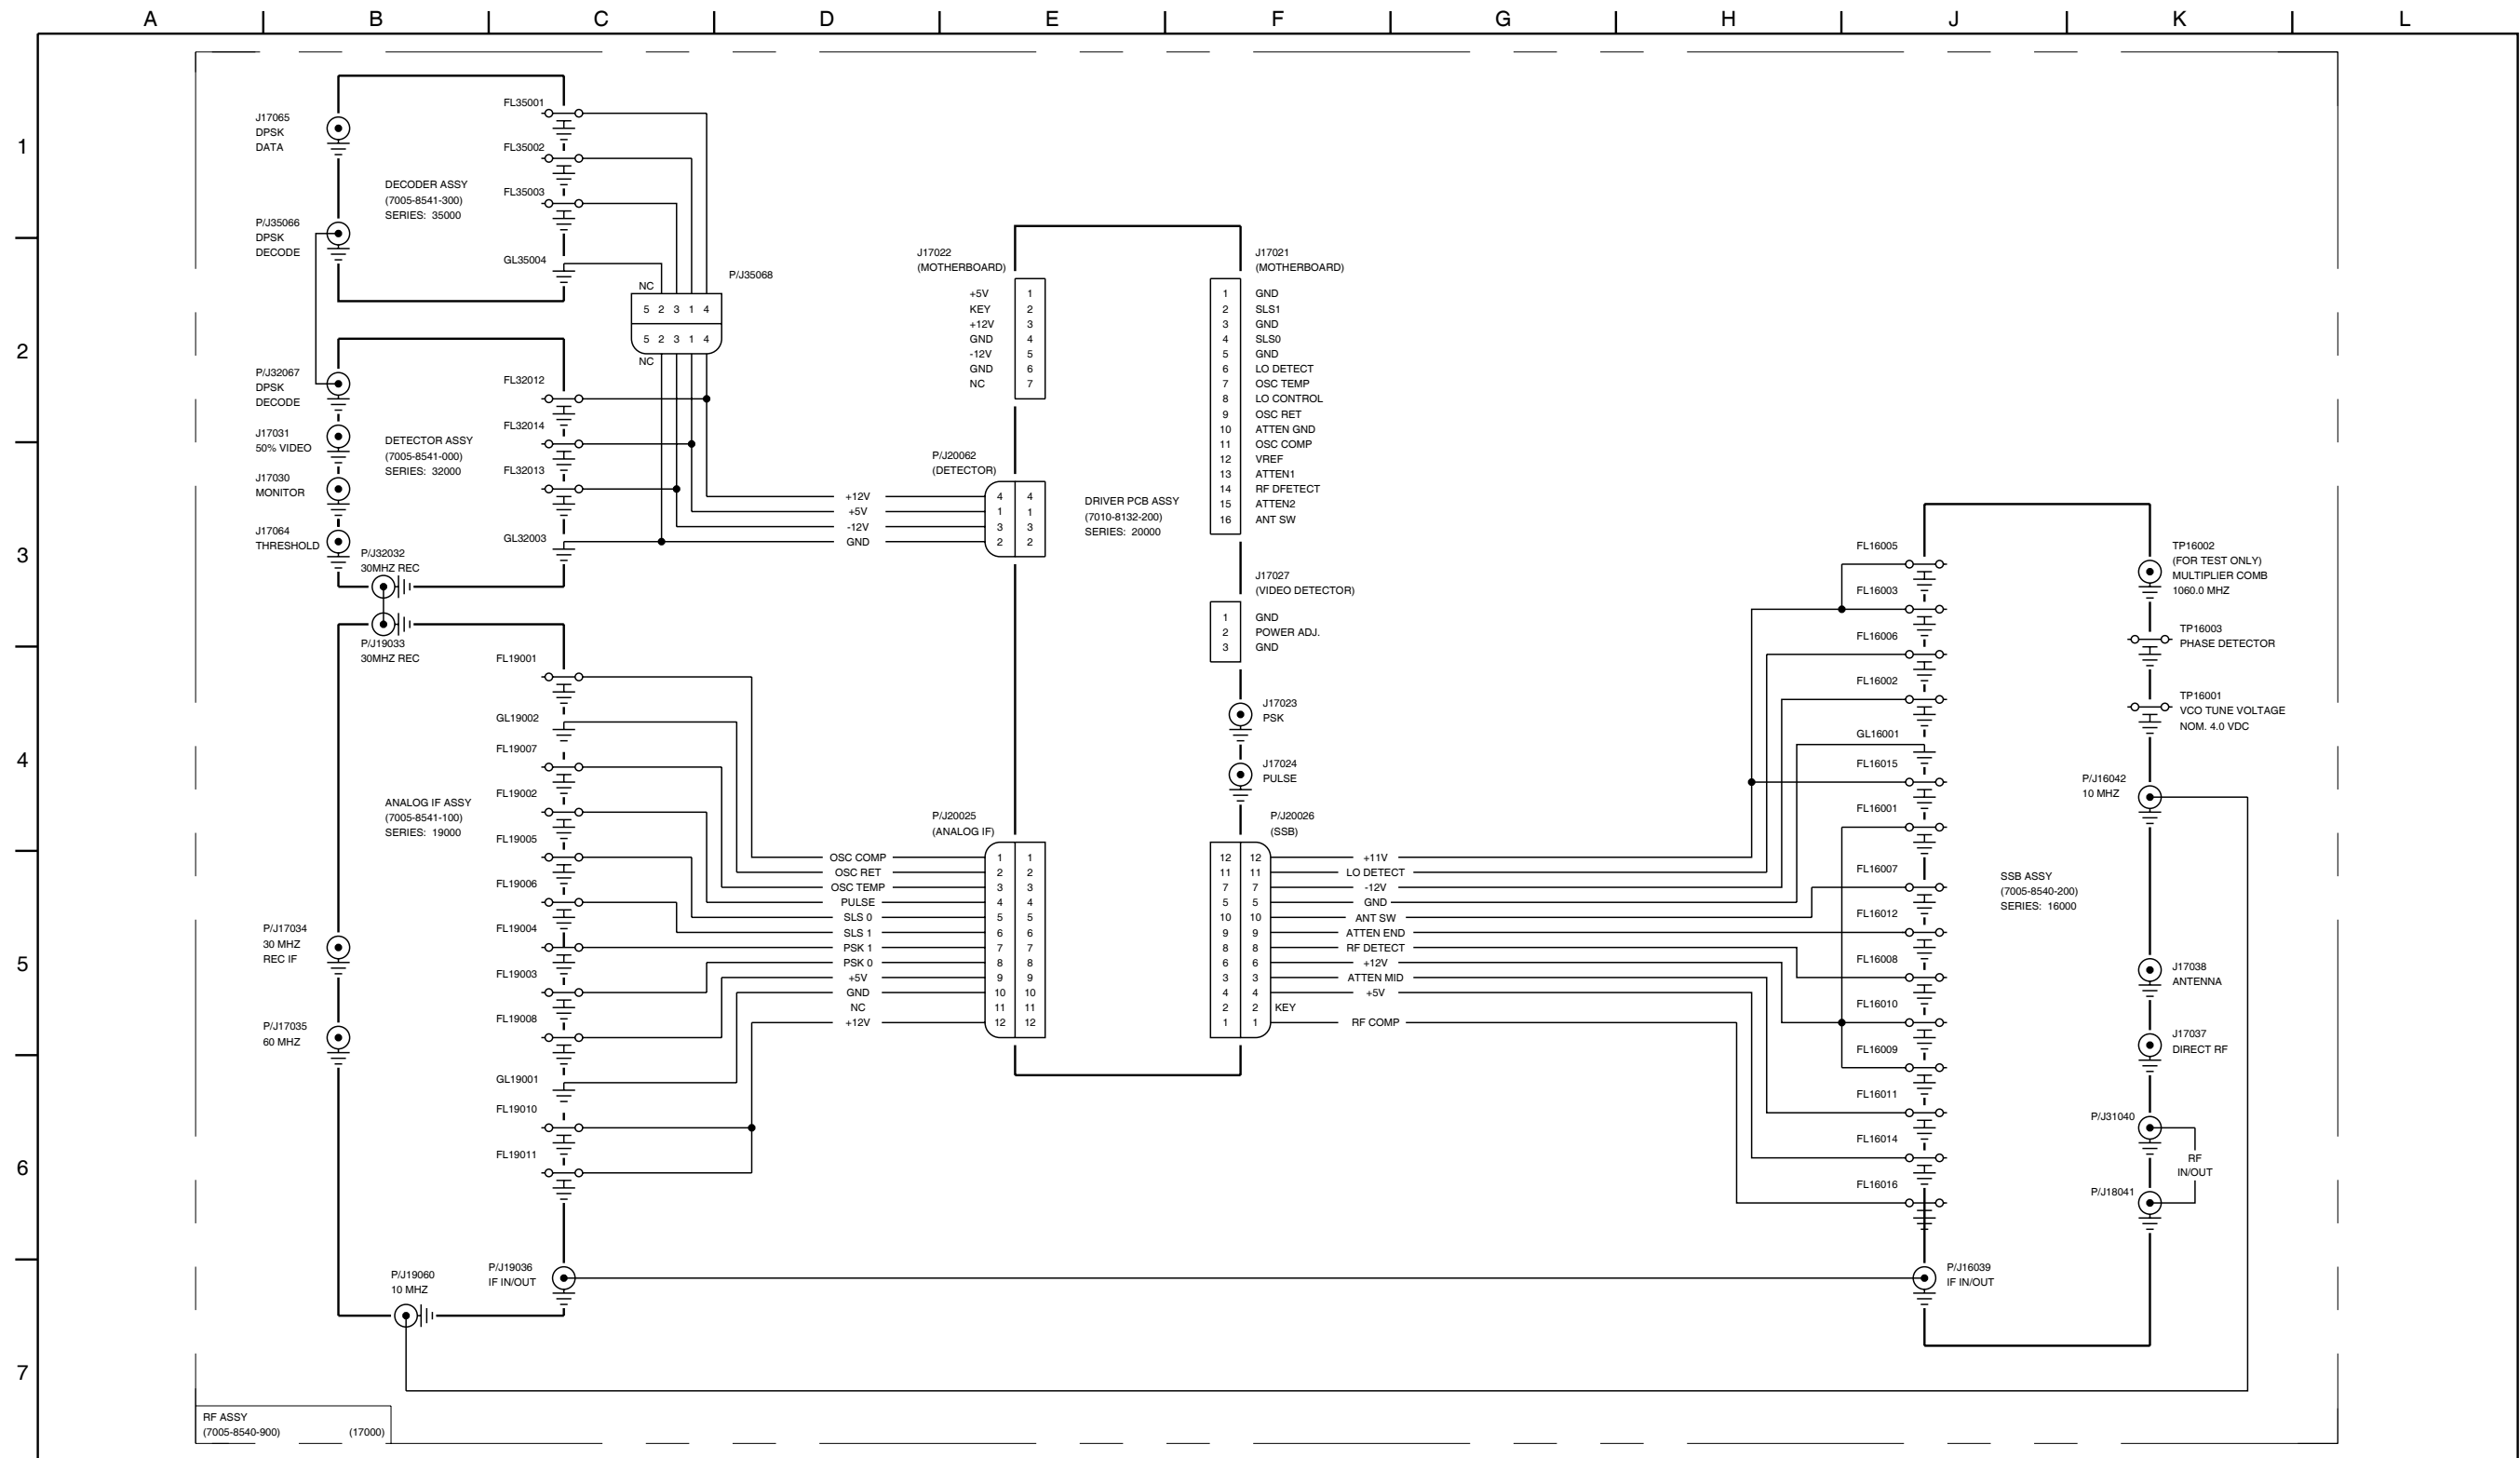 A B C D E F G H J K L
1
2
3
4
5
6
7
J17065
DPSK
DATA
P/J35066
DPSK
DECODE
DECODER ASSY
(7005-8541-300)
SERIES: 35000
FL35001
FL35002
FL35003
GL35004
P/J35068
NC
5 2 3 1 4
5 2 3 1 4
NC
P/J32067
DPSK
DECODE
J17031
50% VIDEO
J17030
MONITOR
J17064
THRESHOLD
DETECTOR ASSY
(7005-8541-000)
SERIES: 32000
FL32012
FL32014
FL32013
GL32003
P/J32032
30MHZ REC
P/J19033
30MHZ REC
+12V
+5V
-12V
GND
J17022
(MOTHERBOARD)
+5V 1
KEY 2
+12V 3
GND 4
-12V 5
GND 6
NC 7
P/J20062
(DETECTOR)
4 4
1 1
3 3
2 2
DRIVER PCB ASSY
(7010-8132-200)
SERIES: 20000
J17021
(MOTHERBOARD)
1 GND
2 SLS1
3 GND
4 SLS0
5 GND
6 LO DETECT
7 OSC TEMP
8 LO CONTROL
9 OSC RET
10 ATTEN GND
11 OSC COMP
12 VREF
13 ATTEN1
14 RF DFETECT
15 ATTEN2
16 ANT SW
J17027
(VIDEO DETECTOR)
1 GND
2 POWER ADJ.
3 GND
J17023
PSK
J17024
PULSE
ANALOG IF ASSY
(7005-8541-100)
SERIES: 19000
P/J17034
30 MHZ
REC IF
P/J17035
60 MHZ
FL19001
GL19002
FL19007
FL19002
FL19005
FL19006
FL19004
FL19003
FL19008
GL19001
FL19010
FL19011
P/J19036
IF IN/OUT
P/J19060
10 MHZ
P/J20025
(ANALOG IF)
OSC COMP 1 1
OSC RET 2 2
OSC TEMP 3 3
PULSE 4 4
SLS 0 5 5
SLS 1 6 6
PSK 1 7 7
PSK 0 8 8
+5V 9 9
GND 10 10
NC 11 11
+12V 12 12
P/J20026
(SSB)
12 12 +11V
11 11 LO DETECT
7 7 -12V
5 5 GND
10 10 ANT SW
9 9 ATTEN END
8 8 RF DETECT
6 6 +12V
3 3 ATTEN MID
4 4 +5V
2 2 KEY
1 1 RF COMP
FL16005
FL16003
FL16006
FL16002
GL16001
FL16015
FL16001
FL16007
FL16012
FL16008
FL16010
FL16009
FL16011
FL16014
FL16016
P/J16039
IF IN/OUT
SSB ASSY
(7005-8540-200)
SERIES: 16000
TP16002
(FOR TEST ONLY)
MULTIPLIER COMB
1060.0 MHZ
TP16003
PHASE DETECTOR
TP16001
VCO TUNE VOLTAGE
NOM. 4.0 VDC
P/J16042
10 MHZ
J17038
ANTENNA
J17037
DIRECT RF
P/J31040
RF
IN/OUT
P/J18041
RF ASSY
(7005-8540-900) (17000)